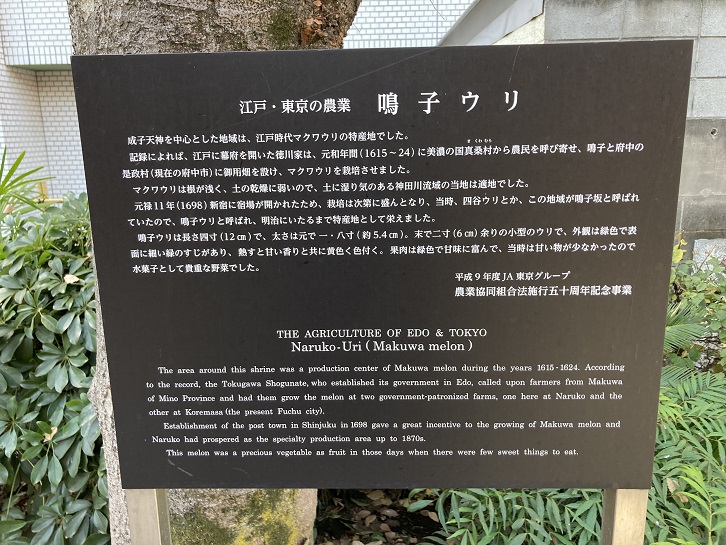 江戸・東京の農業　鳴子ウリ
成子天神を中心とした地域は、江戸時代マクワウリの特産地でした。
記録によれば、江戸に幕府を開いた徳川家は、元和年間(1615〜24)に美濃の国真桑村から農民を呼び寄せ、鳴子と府中の
是政村(現在の府中市)に御用畑を設け、マクワウリを栽培させました。
マクワウリは根が浅く、土の乾燥に弱いので、土に湿り気のある神田川流域の当地は適地でした。
元禄11年(1698)新宿に宿場が開かれたため、栽培は次第に盛んとなり、当時、四谷ウリとか、この地域が鳴子坂と呼ばれ
ていたので、鳴子ウリと呼ばれ、明治にいたるまで特産地として栄えました。
鳴子ウリは長さ四寸(12㎝)で、太さは元で一・八寸(約5.4㎝)。末で二寸(6㎝)余りの小型のウリで、外観は緑色で表
面に細い縁のすじがあり、熟すと甘い香りと共に黄色く色付く。果肉は緑色で甘味に富んで、当時は甘い物が少なかったので
水菓子として貴重な野菜でした。
平成9年度JA東京グループ
農業協同組合法施行五十周年記念事業
THE AGRICULTURE OF EDO & TOKYO
Naruko-Uri (Makuwa melon)
The area around this shrine was a production center of Makuwa melon during the years 1615-1624. According
to the record, the Tokugawa Shogunate, who established its government in Edo, called upon farmers from Makuwa
of Mino Province and had them grow the melon at two government-patronized farms, one here at Naruko and the
other at Koremasa (the present Fuchu city).
Establishment of the post town in Shinjuku in 1698 gave a great incentive to the growing of Makuwa melon and
Naruko had prospered as the specialty production area up to 1870s.
This melon was a precious vegetable as fruit in those days when there were few sweet things to eat.